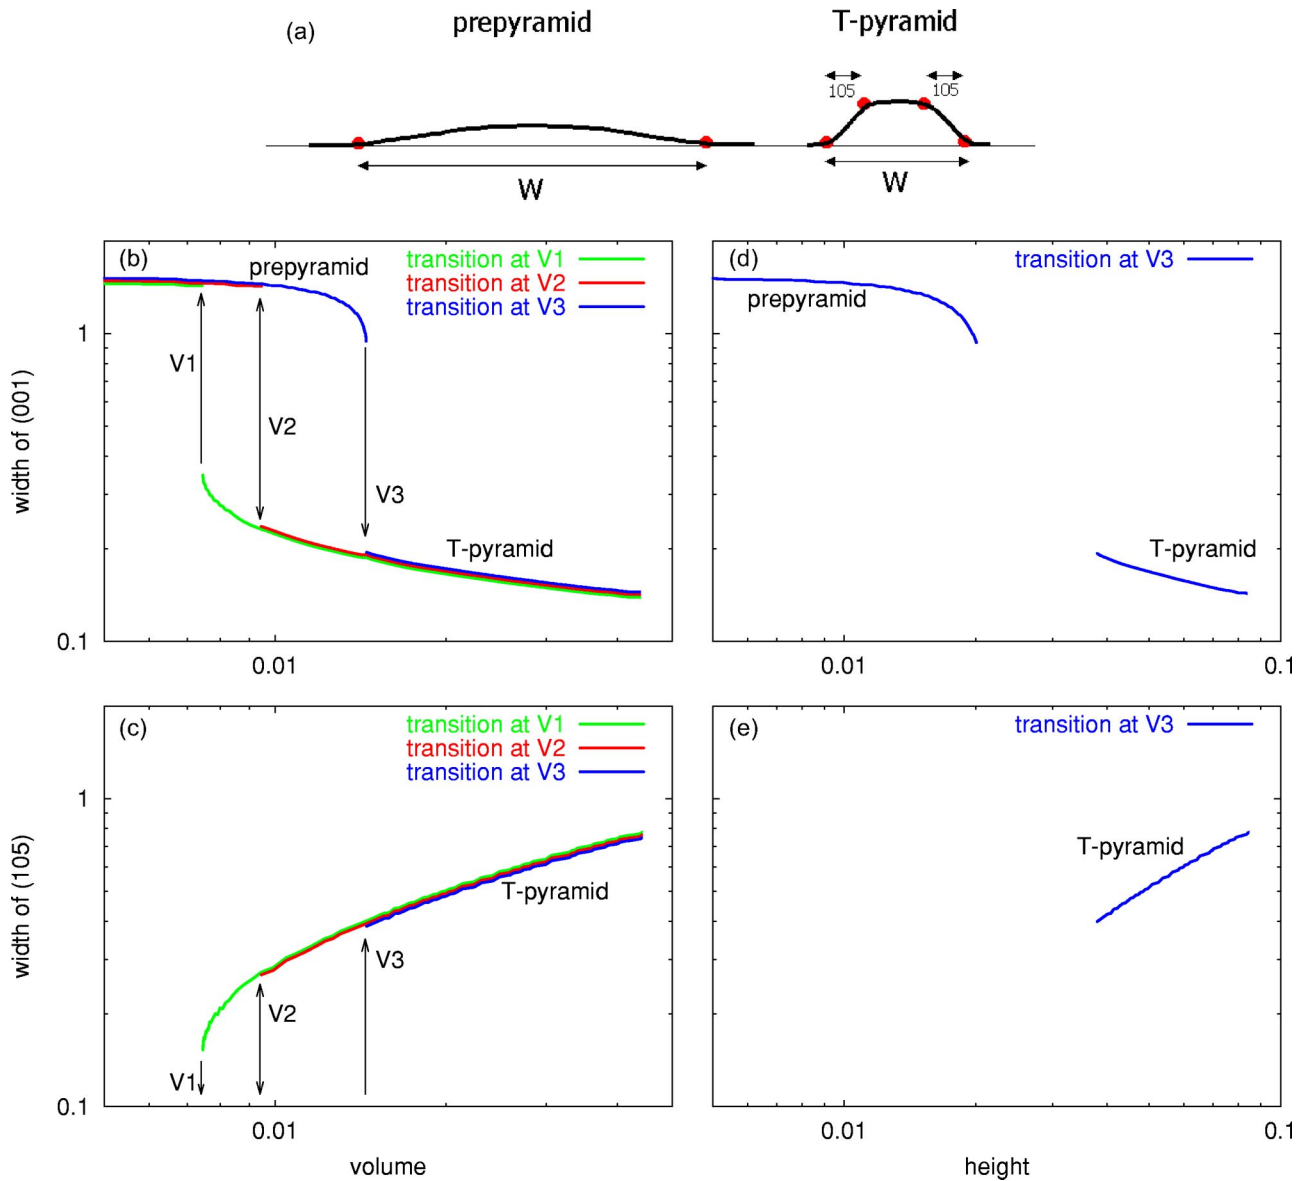 (a)
prepyramid
T-pyramid
105
105
W
W
(b)
prepyramid
transition at V1
transition at V2
transition at V3
1
V1
V2
V3
T-pyramid
0.1
0.01
width of (001)
(d)
transition at V3
prepyramid
T-pyramid
0.01
0.1
(c)
transition at V1
transition at V2
transition at V3
1
T-pyramid
V3
V2
V1
0.1
0.01
width of (105)
volume
(e)
transition at V3
T-pyramid
0.01
0.1
height